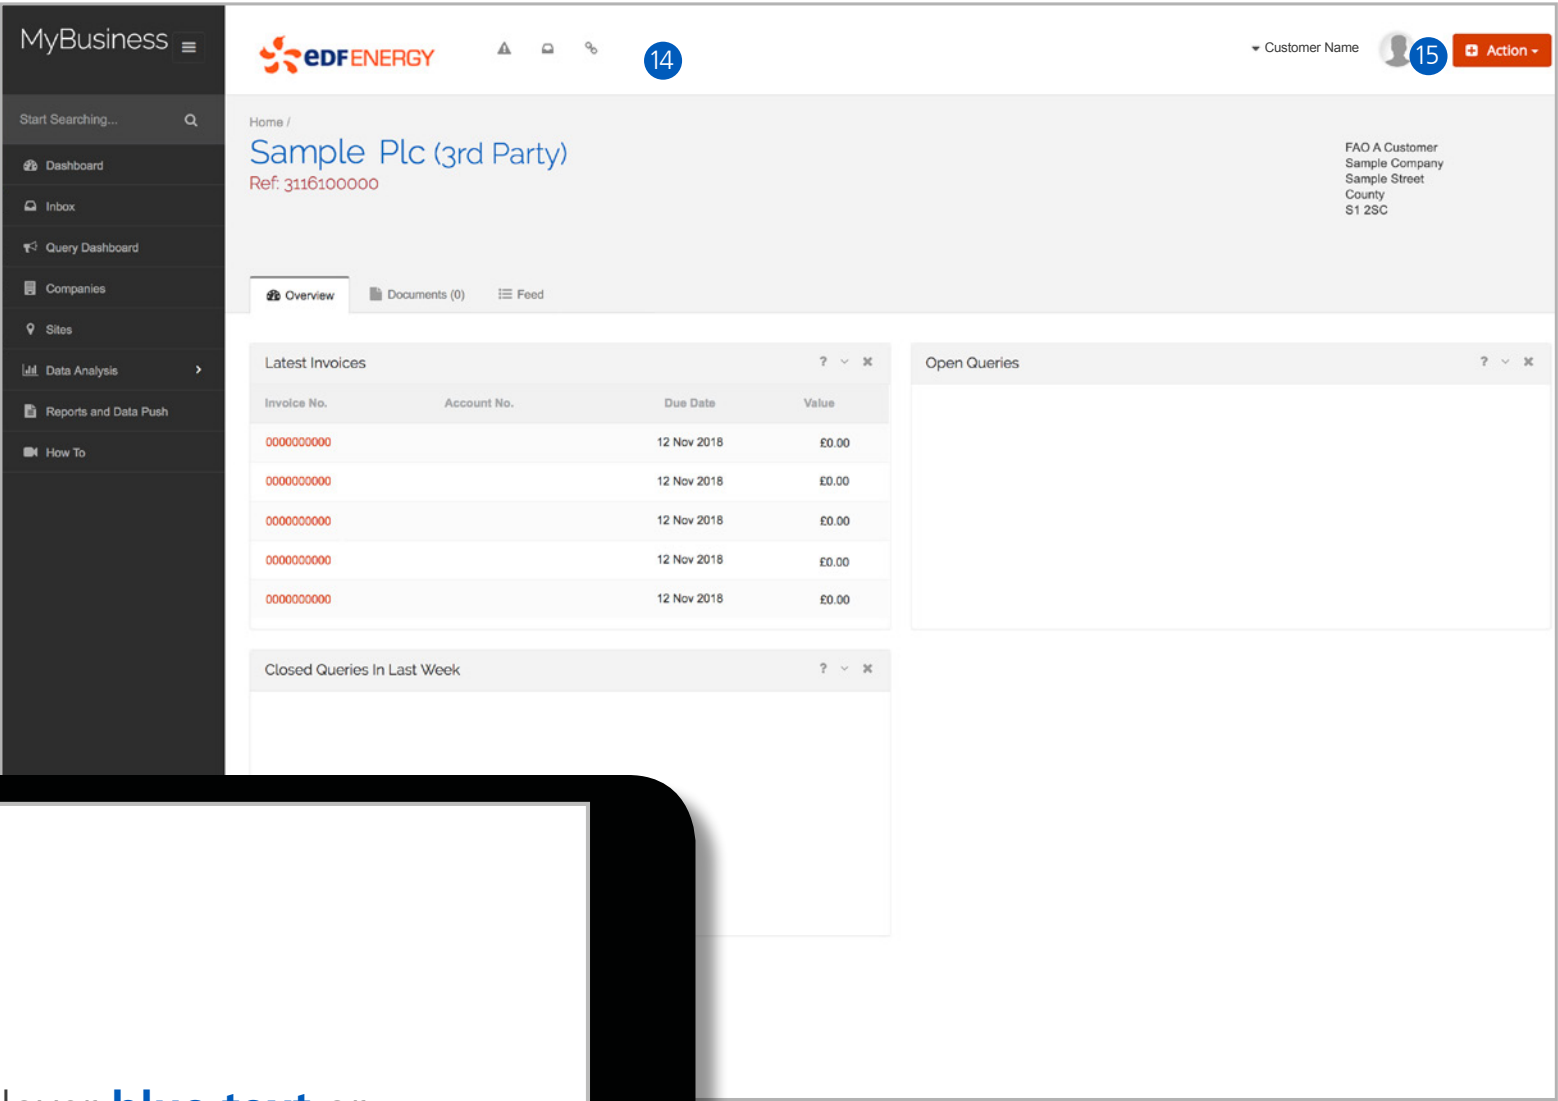 MyBusiness
Start Searching...
Dashboard
Inbox
Query Dashboard
Companies
Sites
Data Analysis
Reports and Data Push
How To
eDFENERGY
14
Customer Name
15
Action
Home /
Sample Plc (3rd Party)
Ref: 3116100000
FAO A Customer
Sample Company
Sample Street
County
S1 2SC
Overview
Documents (0)
Feed
Latest Invoices
?
Invoice No. Account No. Due Date Value
0000000000 12 Nov 2018 £0.00
0000000000 12 Nov 2018 £0.00
0000000000 12 Nov 2018 £0.00
0000000000 12 Nov 2018 £0.00
0000000000 12 Nov 2018 £0.00
Open Queries
?
Closed Queries In Last Week
?
blue text